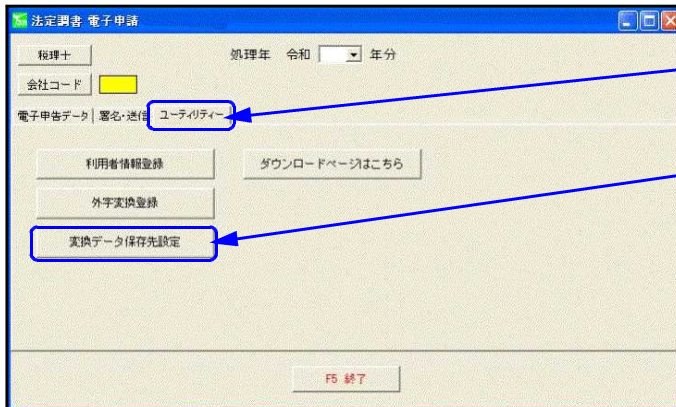 法定調書 電子申請
税理士
処理年 令和 年分
会社コード
電子申告データ 署名・送信 ユーティリティー
利用者情報登録 ダウンロードページはこちら
外字変換登録
変換データ保存先設定
F5 終了